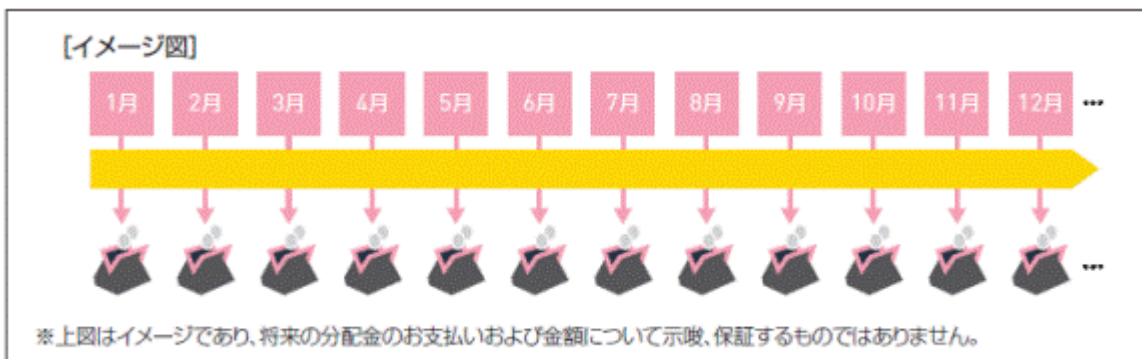 [イメージ図]
1月 2月 3月 4月 5月 6月 7月 8月 9月 10月 11月 12月 …
…
※上図はイメージであり、将来の分配金のお支払いおよび金額について示唆、保証するものではありません。